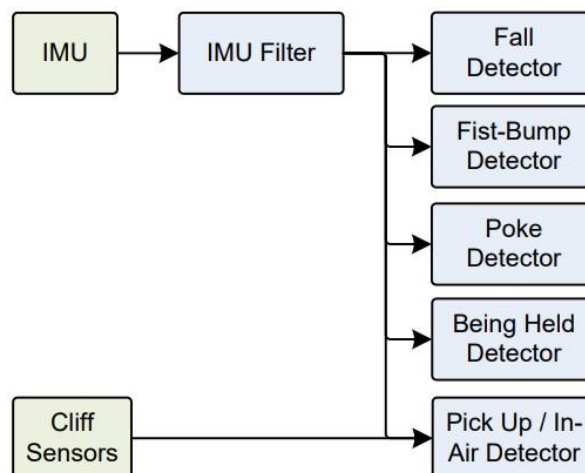 IMU
IMU Filter
Fall
Detector
Fist-Bump
Detector
Poke
Detector
Being Held
Detector
Cliff
Sensors
Pick Up / In-
Air Detector